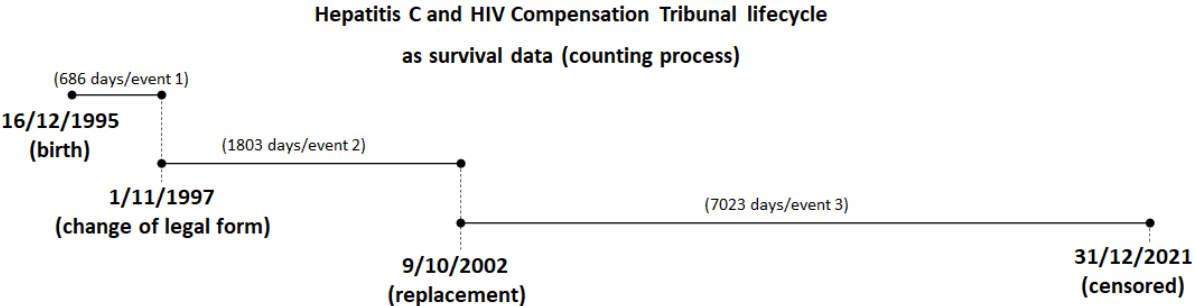 Hepatitis C and HIV Compensation Tribunal lifecycle
as survival data (counting process)
(686 days/event 1)
16/12/1995
(birth)
(1803 days/event 2)
1/11/1997
(change of legal form)
(7023 days/event 3)
9/10/2002
(replacement)
31/12/2021
(censored)